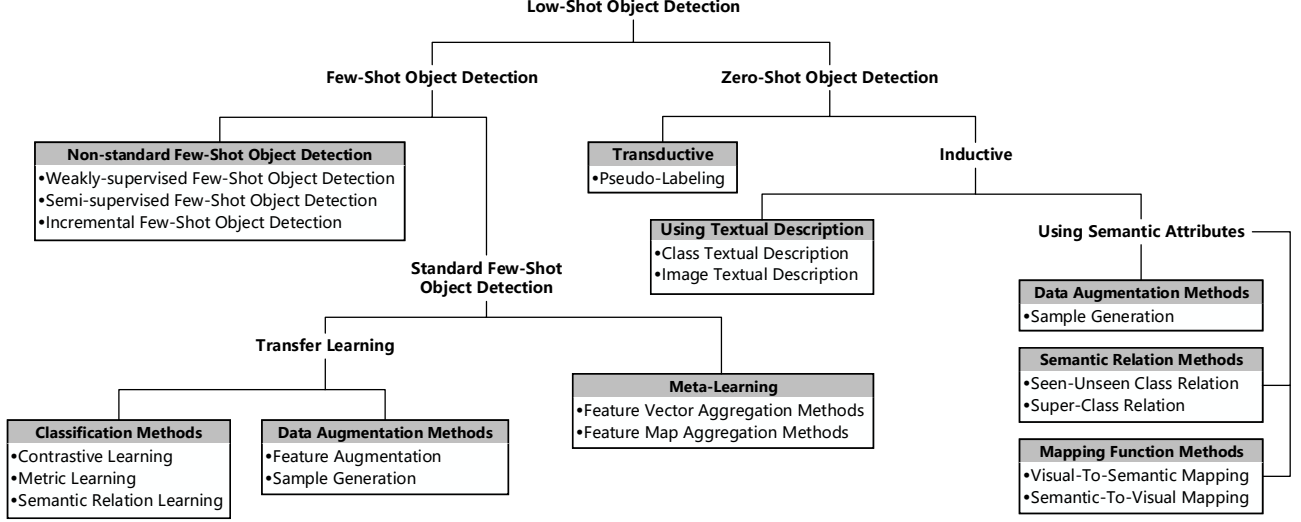 Low-Shot Object Detection
Few-Shot Object Detection
Zero-Shot Object Detection
Non-standard Few-Shot Object Detection
•Weakly-supervised Few-Shot Object Detection
•Semi-supervised Few-Shot Object Detection
•Incremental Few-Shot Object Detection
Transductive
•Pseudo-Labeling
Inductive
Using Textual Description
•Class Textual Description
•Image Textual Description
Using Semantic Attributes
Standard Few-Shot
Object Detection
Data Augmentation Methods
•Sample Generation
Transfer Learning
Semantic Relation Methods
•Seen-Unseen Class Relation
•Super-Class Relation
Meta-Learning
•Feature Vector Aggregation Methods
•Feature Map Aggregation Methods
Classification Methods
•Contrastive Learning
•Metric Learning
•Semantic Relation Learning
Data Augmentation Methods
•Feature Augmentation
•Sample Generation
Mapping Function Methods
•Visual-To-Semantic Mapping
•Semantic-To-Visual Mapping